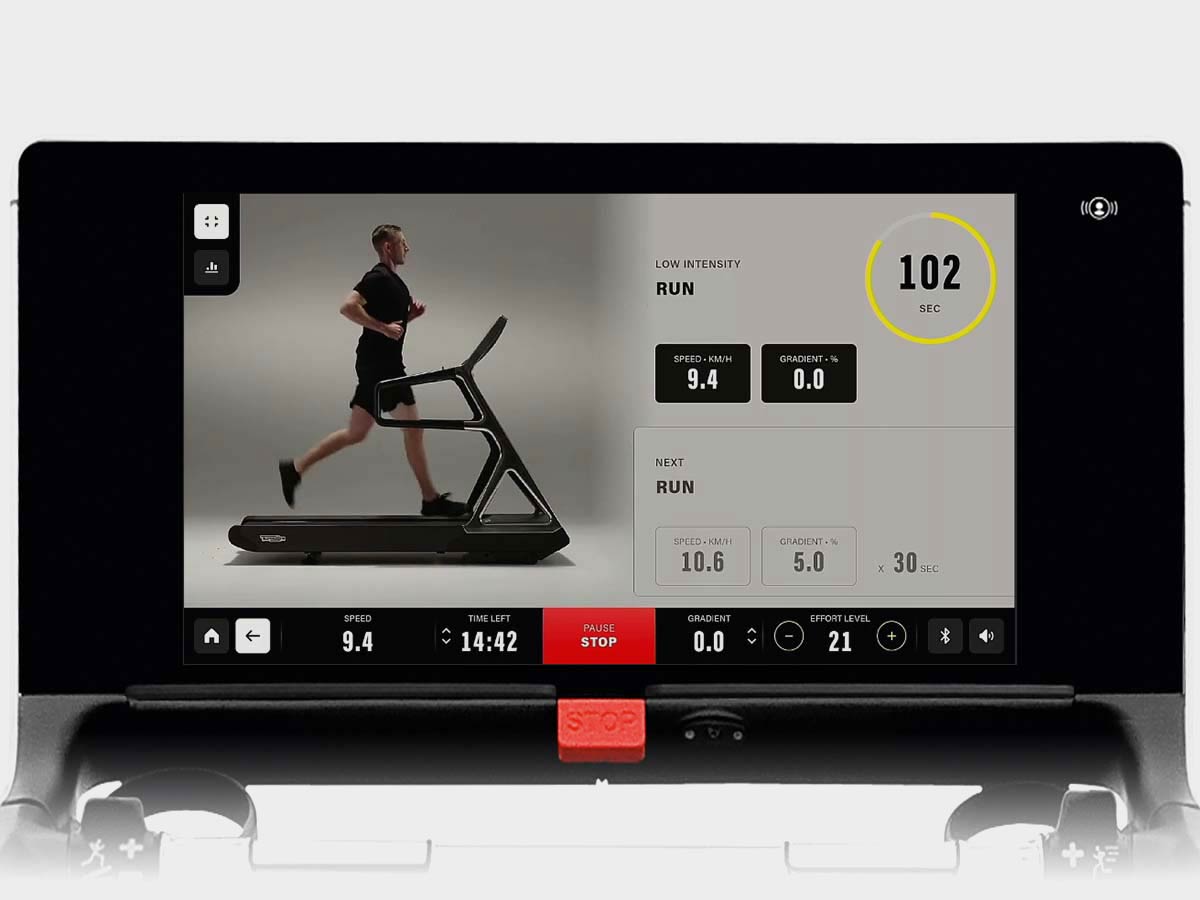 LOW INTENSITY
RUN
102
SEC
SPEED • KM/H
9.4
GRADIENT • %
0.0
NEXT
RUN
SPEED • KM/H
10.6
GRADIENT • %
5.0
X 30 SEC
SPEED
9.4
TIME LEFT
14:42
PAUSE
STOP
GRADIENT
0.0
EFFORT LEVEL
21
STOP